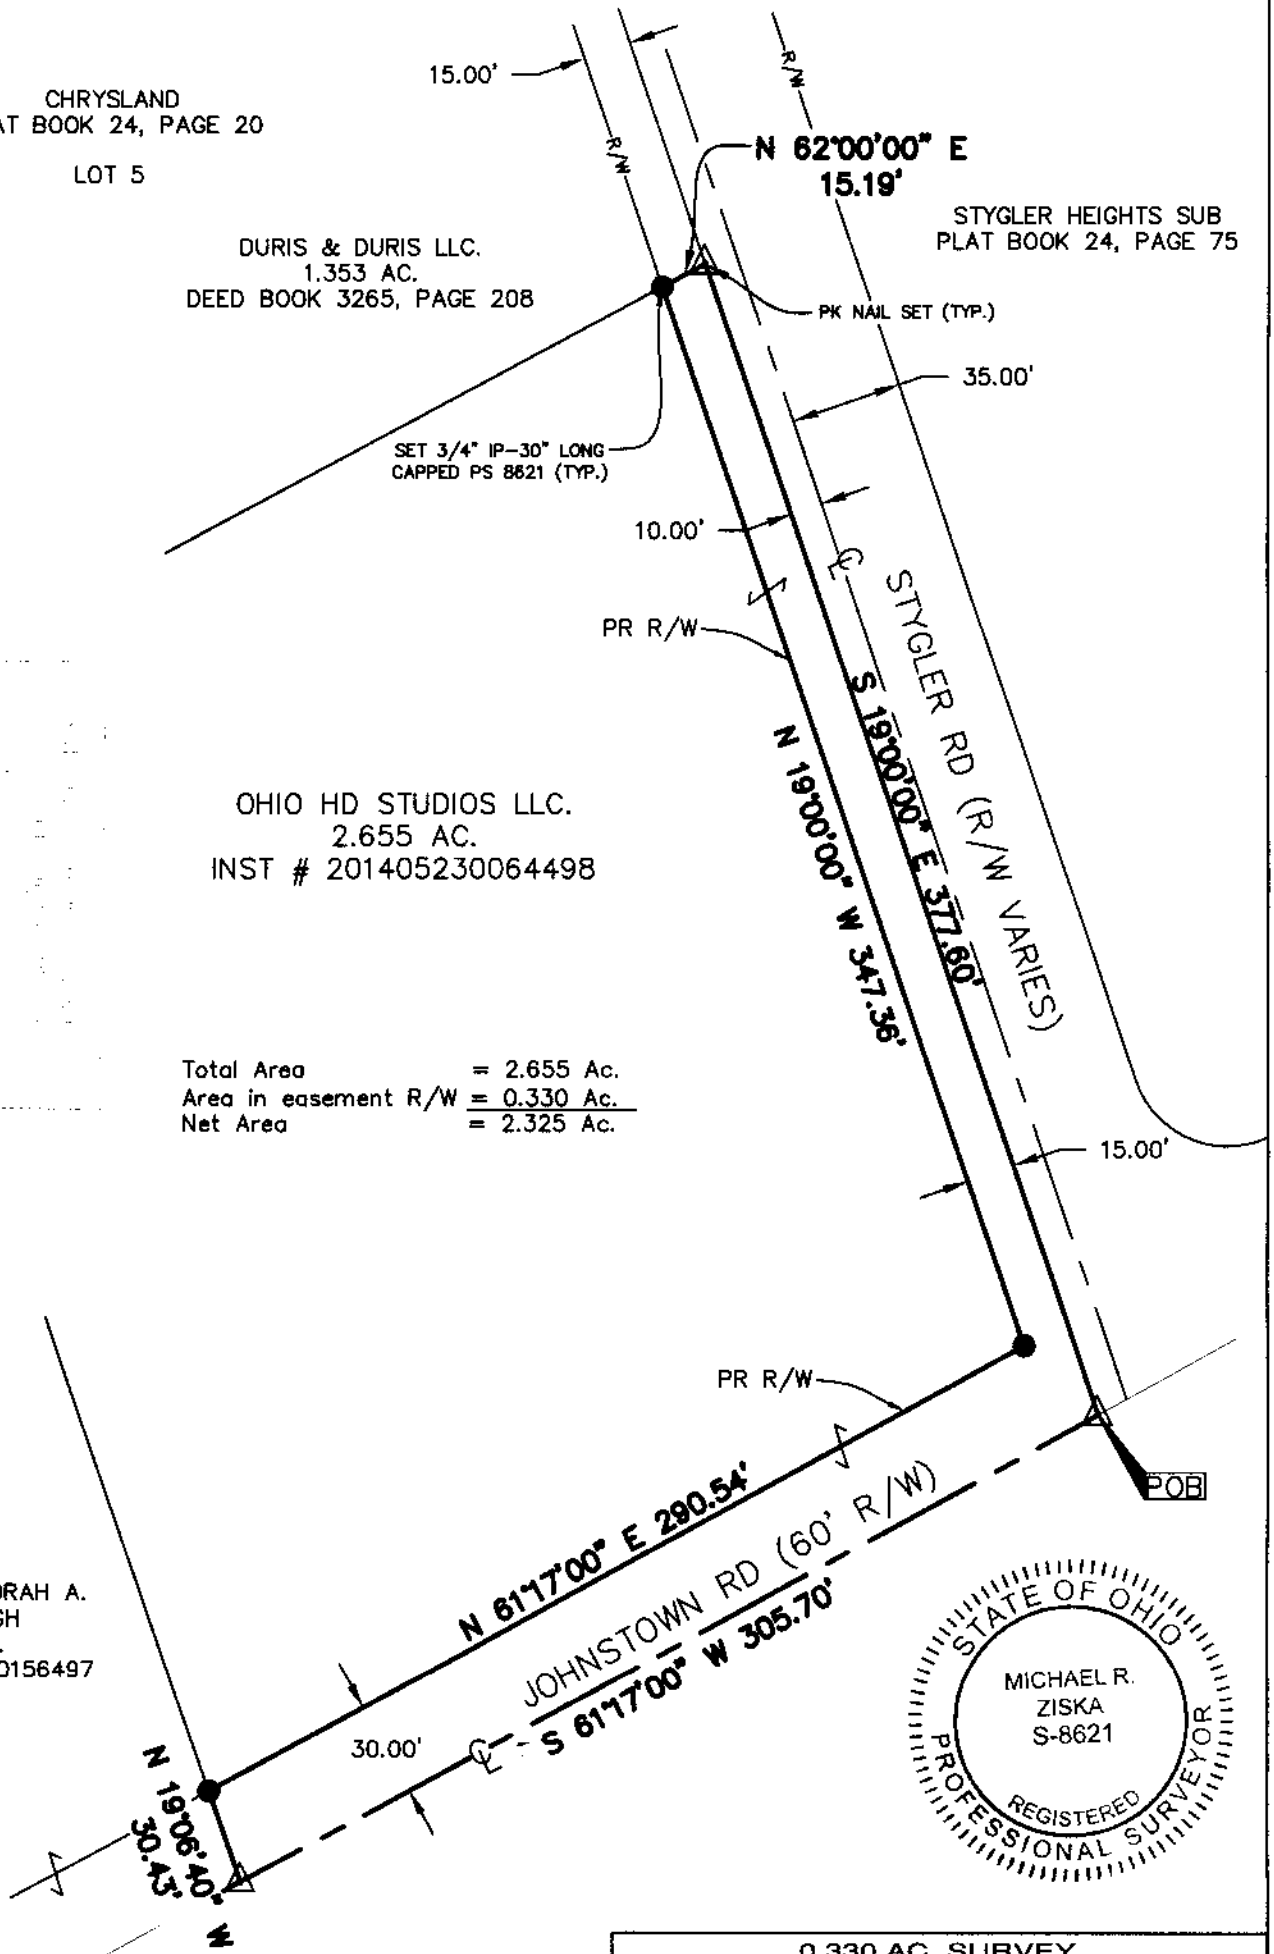 15.00'
R/W
R/W
CHRYSLAND
AT BOOK 24, PAGE 20
LOT 5
N 62°00'00" E
15.19'
STYGLER HEIGHTS SUB
PLAT BOOK 24, PAGE 75
DURIS & DURIS LLC.
1.353 AC.
DEED BOOK 3265, PAGE 208
PK NAIL SET (TYP.)
35.00'
SET 3/4" IP-30" LONG
CAPPED PS 8621 (TYP.)
10.00'
CL
STYGLER RD (R/W VARIES)
PR R/W
S 19°00'00" E 377.60'
N 19°00'00" W 347.36'
OHIO HD STUDIOS LLC.
2.655 AC.
INST # 201405230064498
Total Area = 2.655 Ac.
Area in easement R/W = 0.330 Ac.
Net Area = 2.325 Ac.
15.00'
PR R/W
POB
N 61°17'00" E 290.54'
JOHNSTOWN RD (60' R/W)
S 61°17'00" W 305.70'
CL
30.00'
RAH A.
GH
0156497
N 19°06'40" W
30.43'
STATE OF OHIO
MICHAEL R.
ZISKA
S-8621
REGISTERED
PROFESSIONAL SURVEYOR
0.330 AC. SURVEY